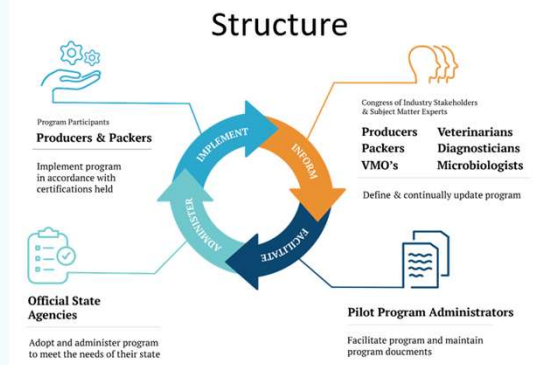 Structure
Program Participants
Producers & Packers
Implement program
in accordance with
certifications held
IMPLEMENT
INFORM
FACILITATE
ADMINISTER
Congress of Industry Stakeholders
& Subject Matter Experts
Producers Veterinarians
Packers Diagnosticians
VMO's Microbiologists
Define & continually update program
Official State
Agencies
Adopt and administer program
to meet the needs of their state
Pilot Program Administrators
Facilitate program and maintain
program doucments